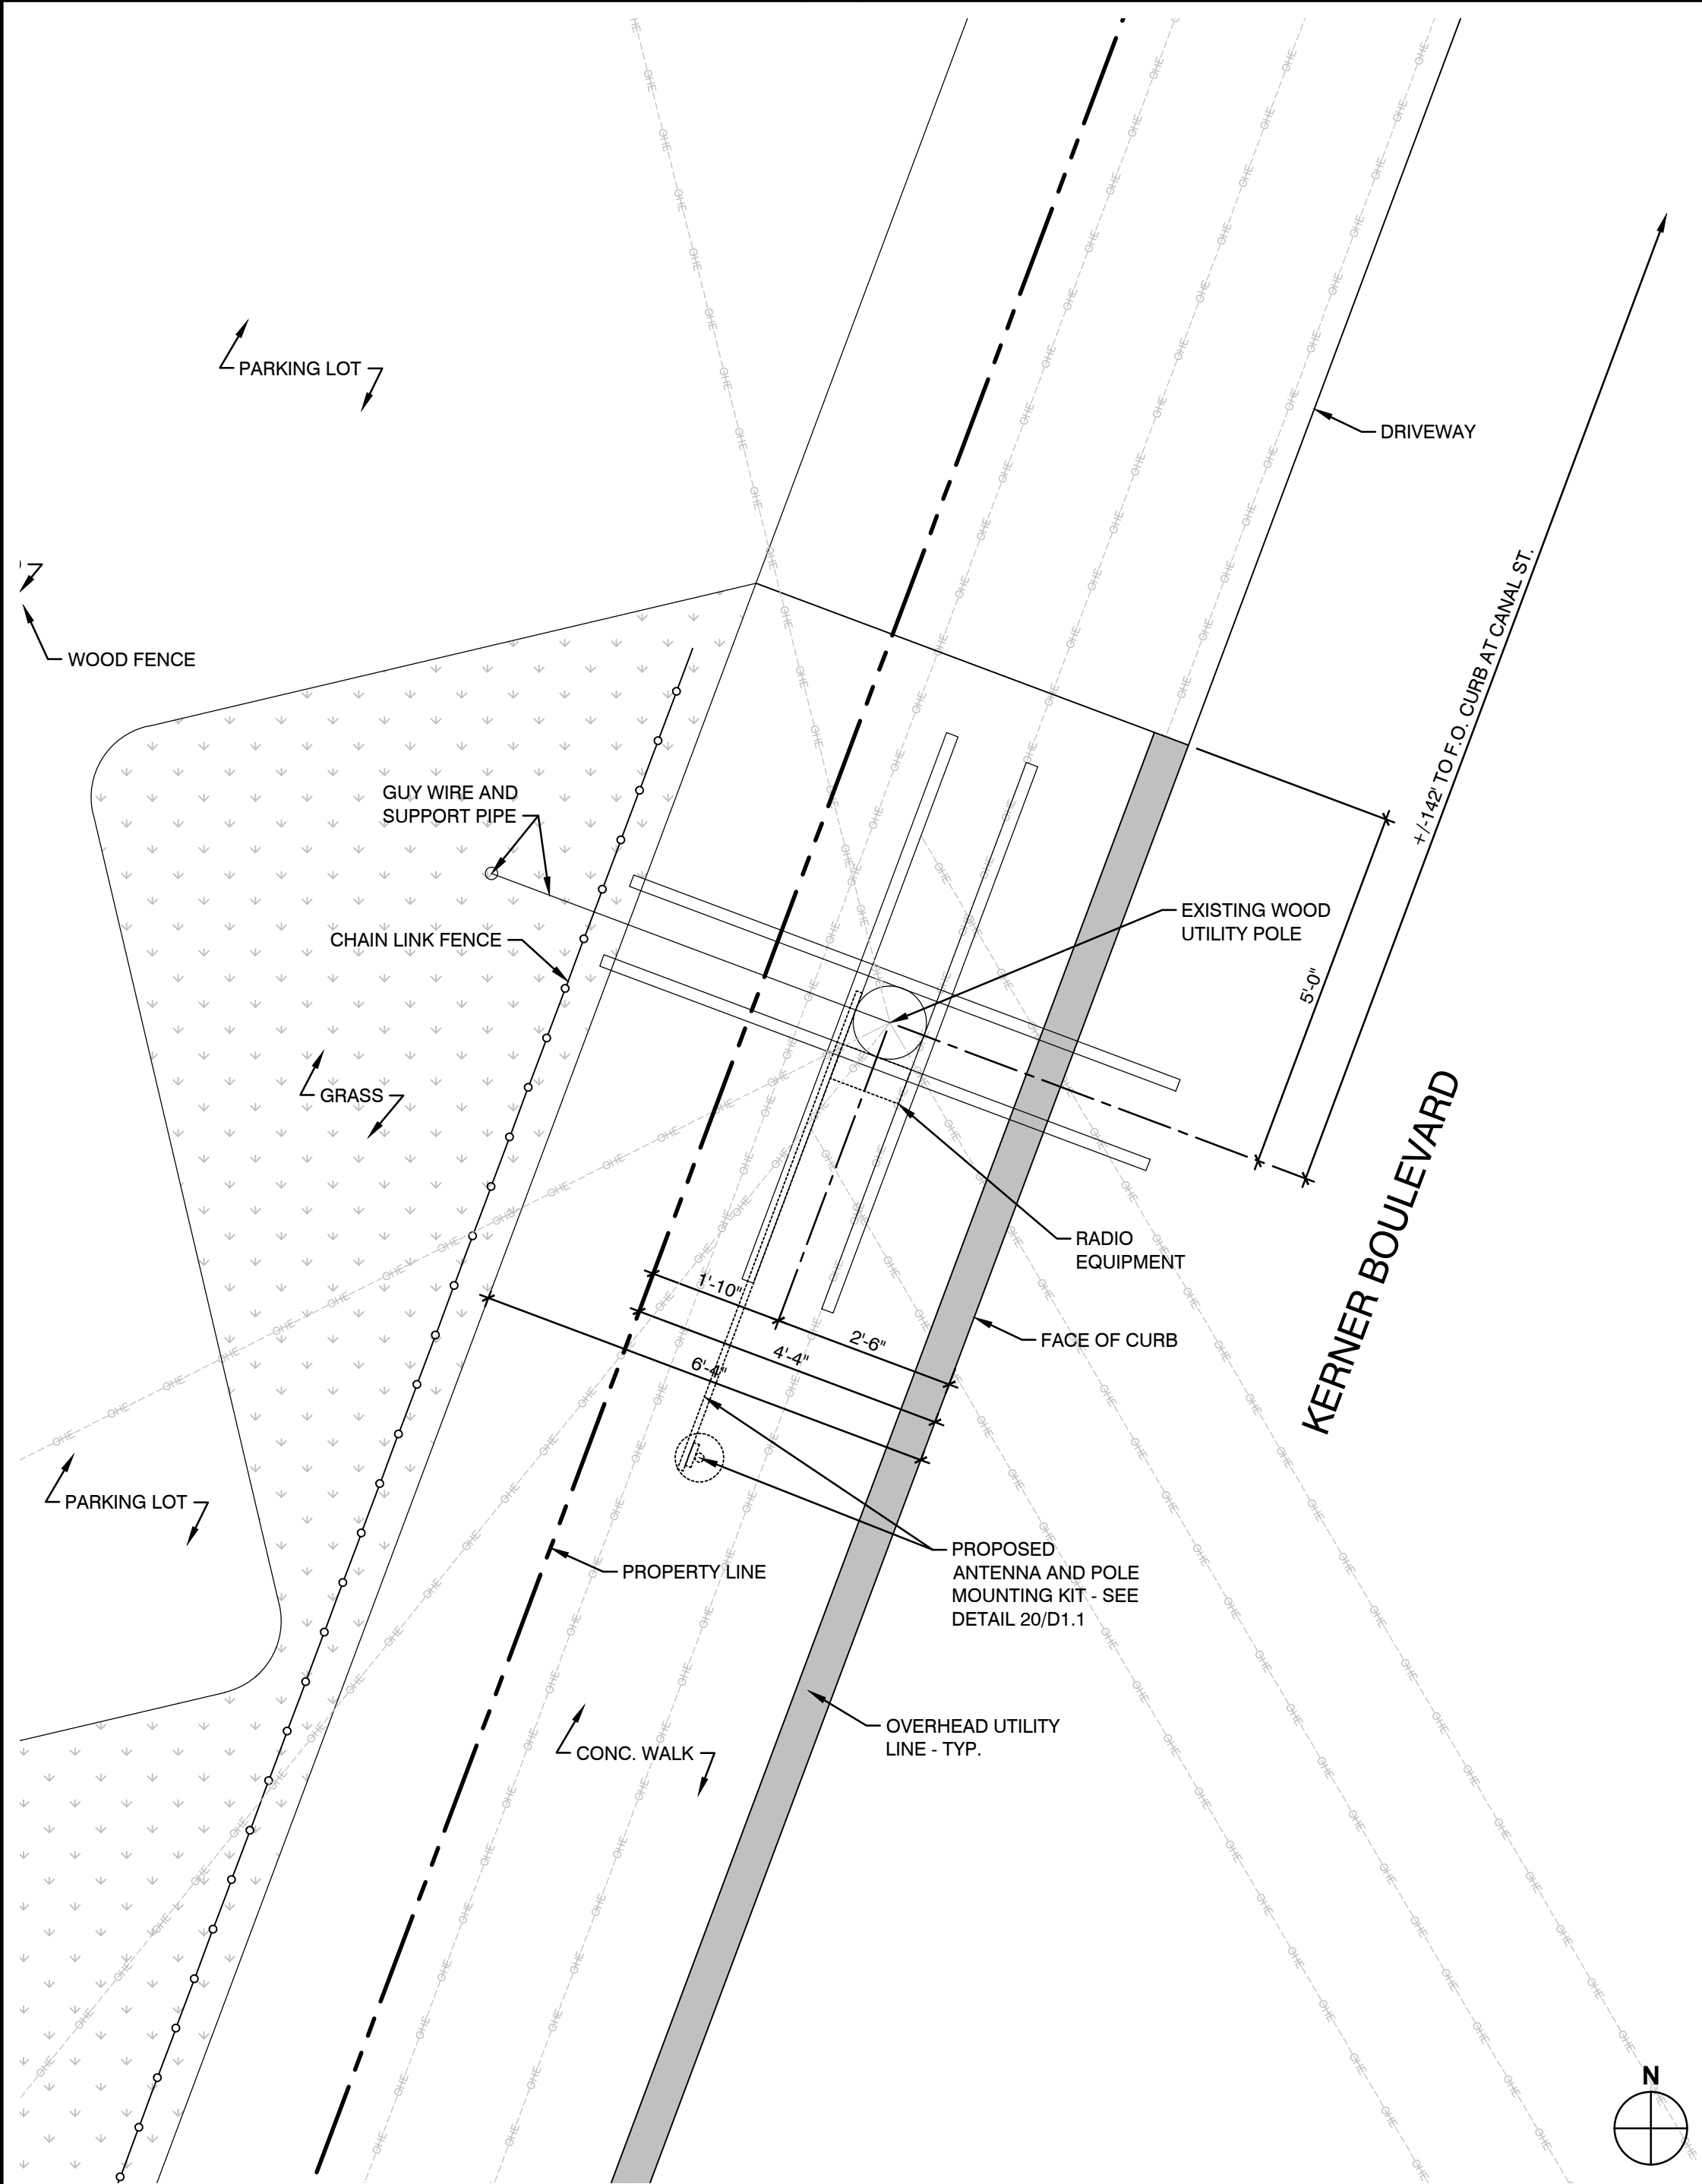 PARKING LOT
DRIVEWAY
WOOD FENCE
+/-142' TO F.O. CURB AT CANAL ST.
GUY WIRE AND
SUPPORT PIPE
EXISTING WOOD
UTILITY POLE
CHAIN LINK FENCE
5'-0"
GRASS
KERNER BOULEVARD
RADIO
EQUIPMENT
1'-10"
2'-6"
FACE OF CURB
4'-4"
6'-4"
PARKING LOT
PROPOSED
ANTENNA AND POLE
MOUNTING KIT - SEE
DETAIL 20/D1.1
PROPERTY LINE
OVERHEAD UTILITY
LINE - TYP.
CONC. WALK
N
OHE